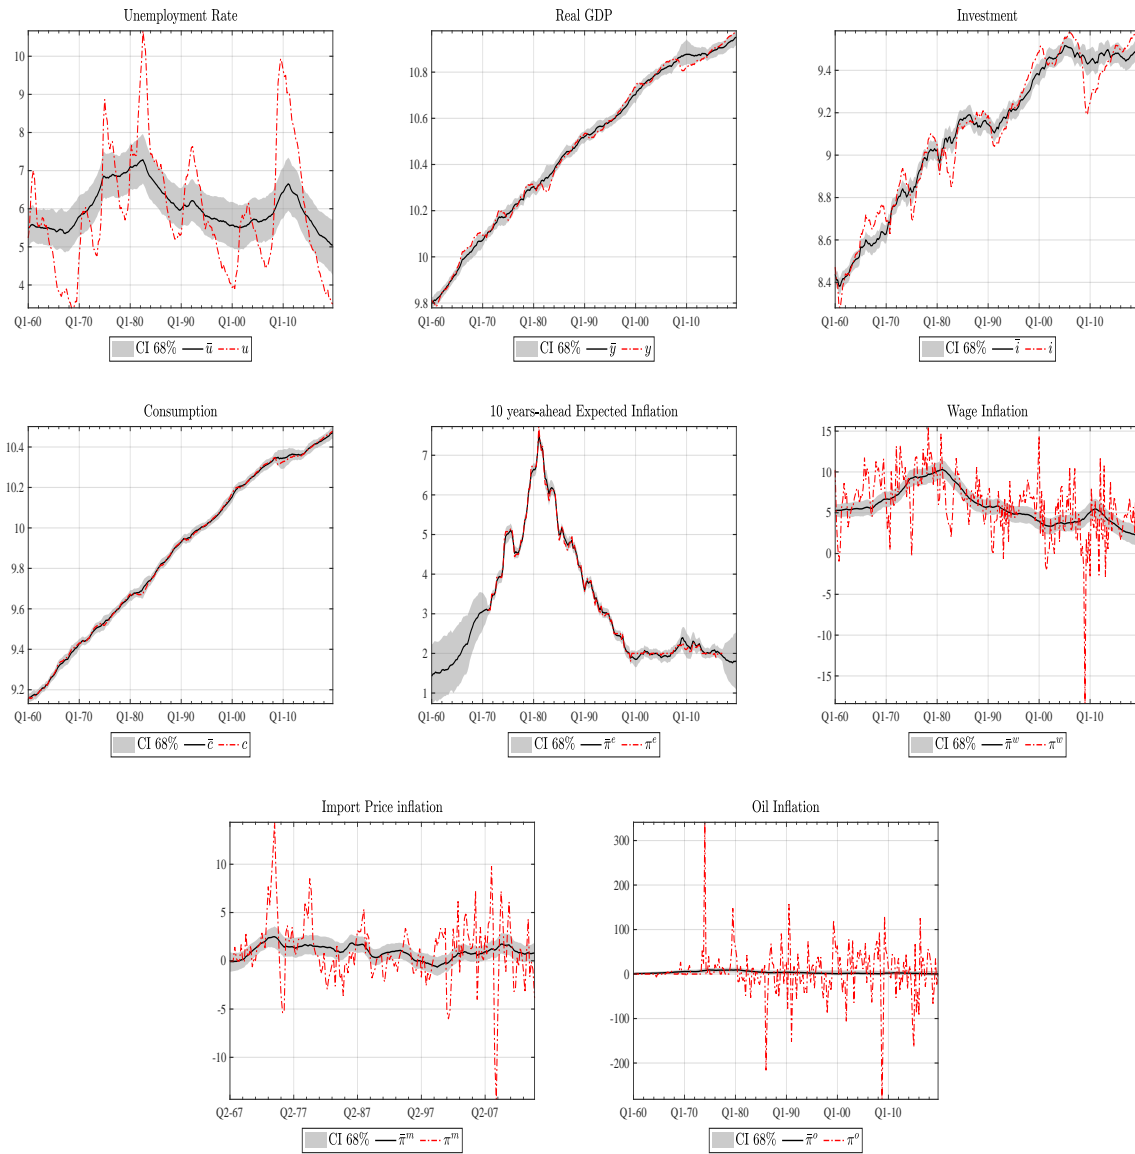 Unemployment Rate
10
9
8
7
6
5
4
Q1-60 Q1-70 Q1-80 Q1-90 Q1-00 Q1-10
CI 68% ū u
Real GDP
10.8
10.6
10.4
10.2
10
9.8
Q1-60 Q1-70 Q1-80 Q1-90 Q1-00 Q1-10
CI 68% ȳ y
Investment
9.4
9.2
9
8.8
8.6
8.4
Q1-60 Q1-70 Q1-80 Q1-90 Q1-00 Q1-10
CI 68% ī i
Consumption
10.4
10.2
10
9.8
9.6
9.4
9.2
Q1-60 Q1-70 Q1-80 Q1-90 Q1-00 Q1-10
CI 68% c̄ c
10 years-ahead Expected Inflation
7
6
5
4
3
2
1
Q1-60 Q1-70 Q1-80 Q1-90 Q1-00 Q1-10
CI 68% π̄ᵉ πᵉ
Wage Inflation
15
10
5
0
-5
-10
-15
Q1-60 Q1-70 Q1-80 Q1-90 Q1-00 Q1-10
CI 68% π̄ʷ πʷ
Import Price inflation
10
5
0
-5
-10
Q2-67 Q2-77 Q2-87 Q2-97 Q2-07
CI 68% π̄ᵐ πᵐ
Oil Inflation
300
200
100
0
-100
-200
Q1-60 Q1-70 Q1-80 Q1-90 Q1-00 Q1-10
CI 68% π̄ᵒ πᵒ